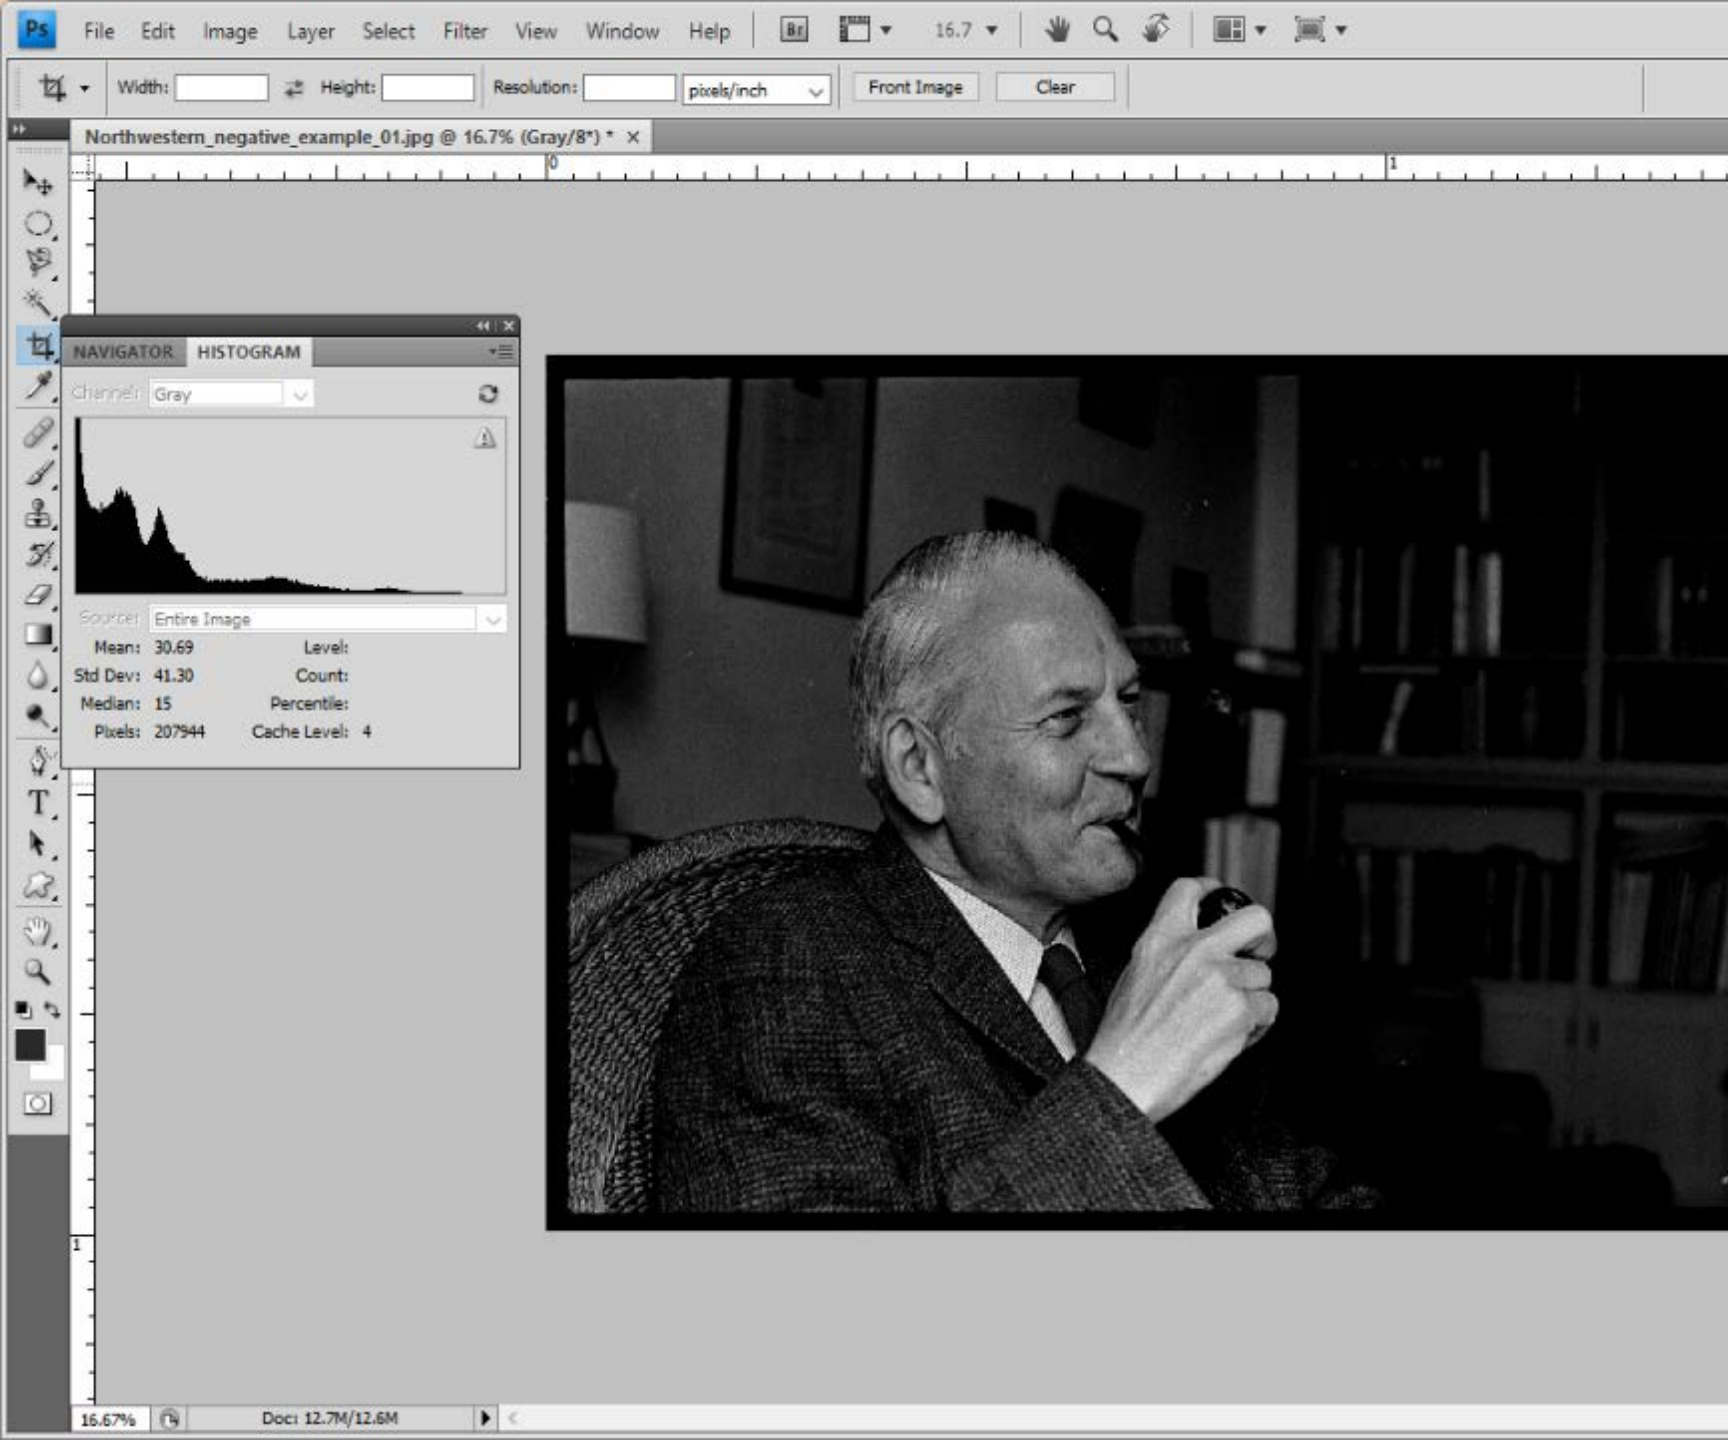 Ps File Edit Image Layer Select Filter View Window Help Br 16.7
Width: Height: Resolution: pixels/inch Front Image Clear
Northwestern_negative_example_01.jpg @ 16.7% (Gray/8*) *
0 1
NAVIGATOR HISTOGRAM
Channel: Gray
Source: Entire Image
Mean: 30.69 Level:
Std Dev: 41.30 Count:
Median: 15 Percentile:
Pixels: 207944 Cache Level: 4
T
1
16.67% Doc: 12.7M/12.6M